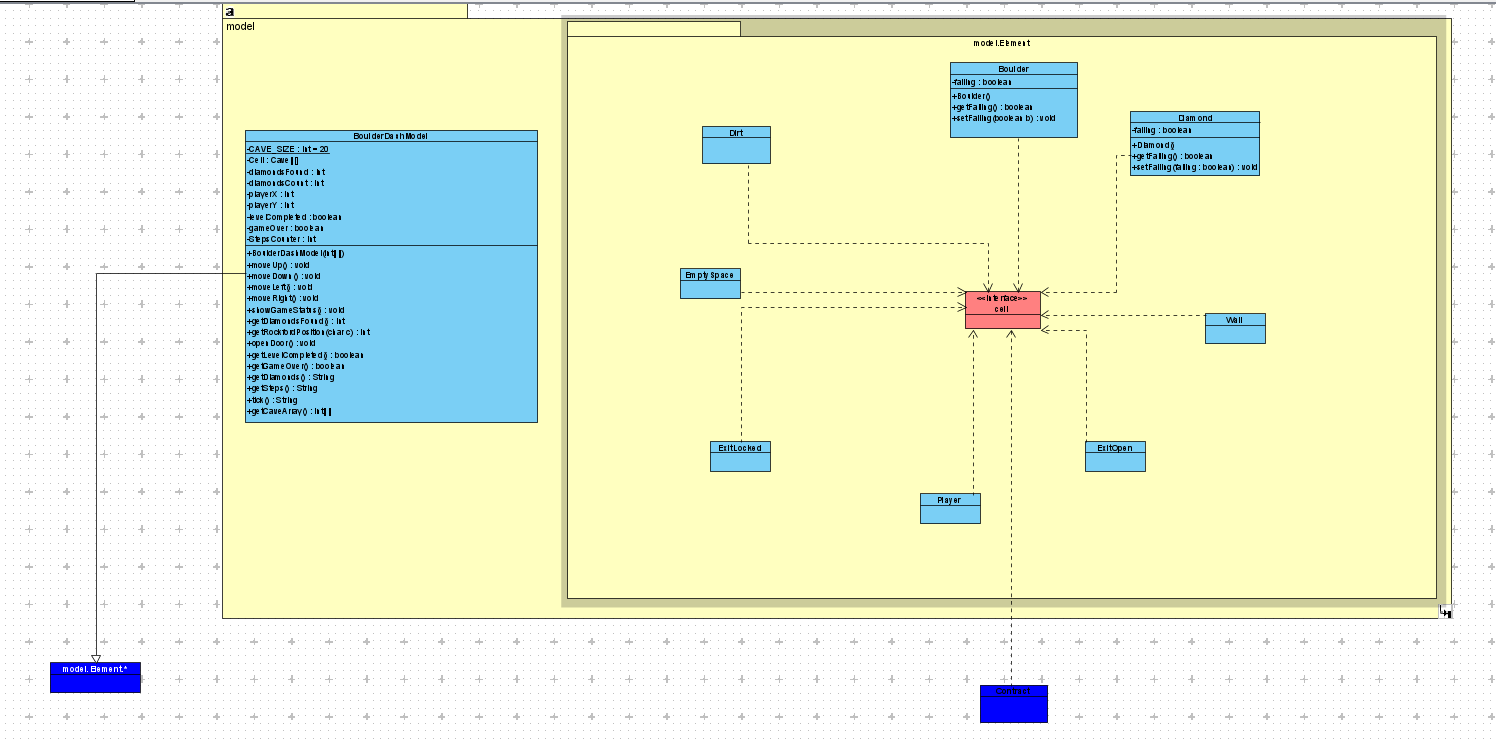 a
model
model.Element
Boulder
-falling : boolean
+Boulder()
+getFalling() : boolean
+setFalling(boolean b) : void
Diamond
-falling : boolean
+Diamond()
+getFalling() : boolean
+setFalling(falling : boolean) : void
Dirt
BoulderDashModel
-CAVE_SIZE : int = 20
-Cell : Cave[][]
-diamondsFound : int
-diamondsCount : int
-playerX : int
-playerY : int
-levelCompleted : boolean
-gameOver : boolean
-StepsCounter : int
+BoulderDashModel(int[][])
+moveUp() : void
+moveDown() : void
+moveLeft() : void
+moveRight() : void
+showGameStatus() : void
+getDiamondsFound() : int
+getRockfordPosition(char c) : int
+openDoor() : void
+getLevelCompleted() : boolean
+getGameOver() : boolean
+getDiamonds() : String
+getSteps() : String
+tick() : String
+getCaveArray() : int[][]
EmptySpace
<<Interface>>
cell
Wall
ExitLocked
ExitOpen
Player
model.Element.*